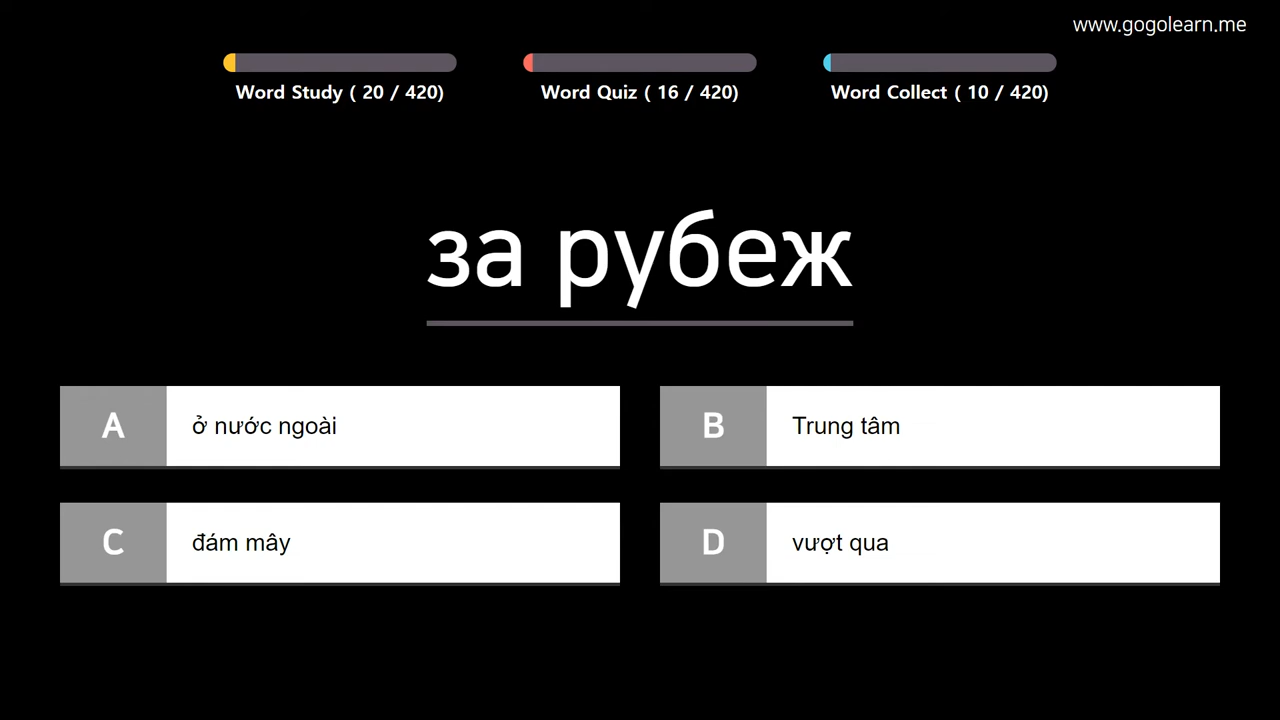 www.gogolearn.me
Word Study ( 20 / 420)
Word Quiz ( 16 / 420)
Word Collect ( 10 / 420)
за рубеж
A ở nước ngoài
B Trung tâm
C đám mây
D vượt qua